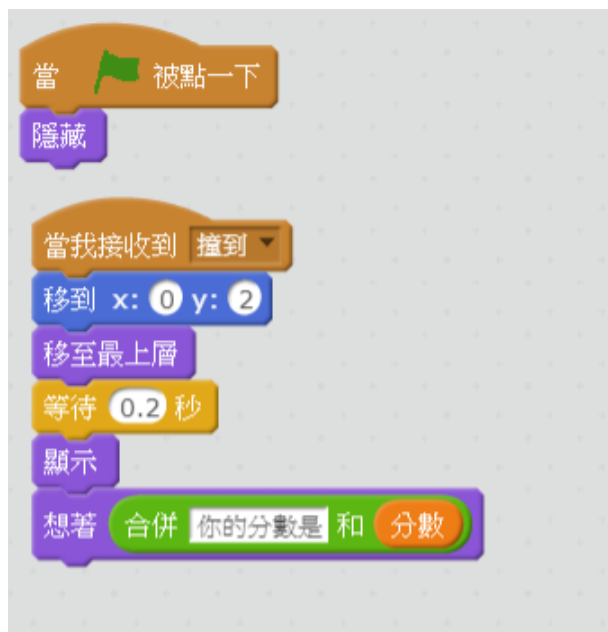 當 被點一下
隱藏
當我接收到 撞到
移到 x: 0 y: 2
移至最上層
等待 0.2 秒
顯示
想著 合併 你的分數是 和 分數